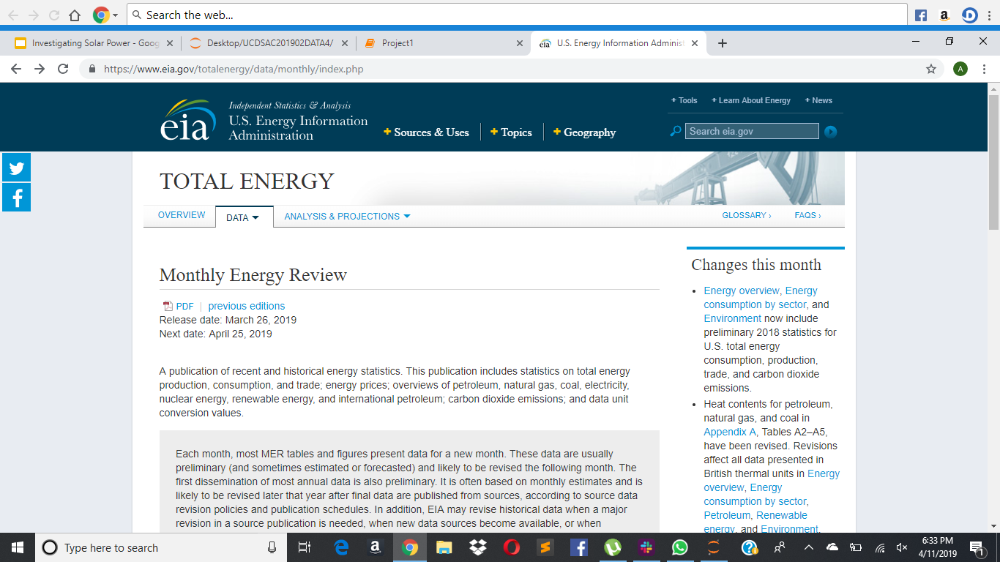 Search the web...
Investigating Solar Power - Goog
Desktop/UCDSAC201902DATA4/
Project1
U.S. Energy Information Administ
https://www.eia.gov/totalenergy/data/monthly/index.php
A
eia
Independent Statistics & Analysis
U.S. Energy Information
Administration
+ Sources & Uses
+ Topics
+ Geography
+ Tools
+ Learn About Energy
+ News
Search eia.gov
TOTAL ENERGY
OVERVIEW
DATA
ANALYSIS & PROJECTIONS
GLOSSARY ›
FAQS ›
Monthly Energy Review
PDF | previous editions
Release date: March 26, 2019
Next date: April 25, 2019
A publication of recent and historical energy statistics. This publication includes statistics on total energy
production, consumption, and trade; energy prices; overviews of petroleum, natural gas, coal, electricity,
nuclear energy, renewable energy, and international petroleum; carbon dioxide emissions; and data unit
conversion values.
Each month, most MER tables and figures present data for a new month. These data are usually
preliminary (and sometimes estimated or forecasted) and likely to be revised the following month. The
first dissemination of most annual data is also preliminary. It is often based on monthly estimates and is
likely to be revised later that year after final data are published from sources, according to source data
revision policies and publication schedules. In addition, EIA may revise historical data when a major
revision in a source publication is needed, when new data sources become available, or when
Changes this month
• Energy overview, Energy
consumption by sector, and
Environment now include
preliminary 2018 statistics for
U.S. total energy
consumption, production,
trade, and carbon dioxide
emissions.
• Heat contents for petroleum,
natural gas, and coal in
Appendix A, Tables A2–A5,
have been revised. Revisions
affect all data presented in
British thermal units in Energy
overview, Energy
consumption by sector,
Petroleum, Renewable
energy, and Environment.
Type here to search
6:33 PM
4/11/2019
1